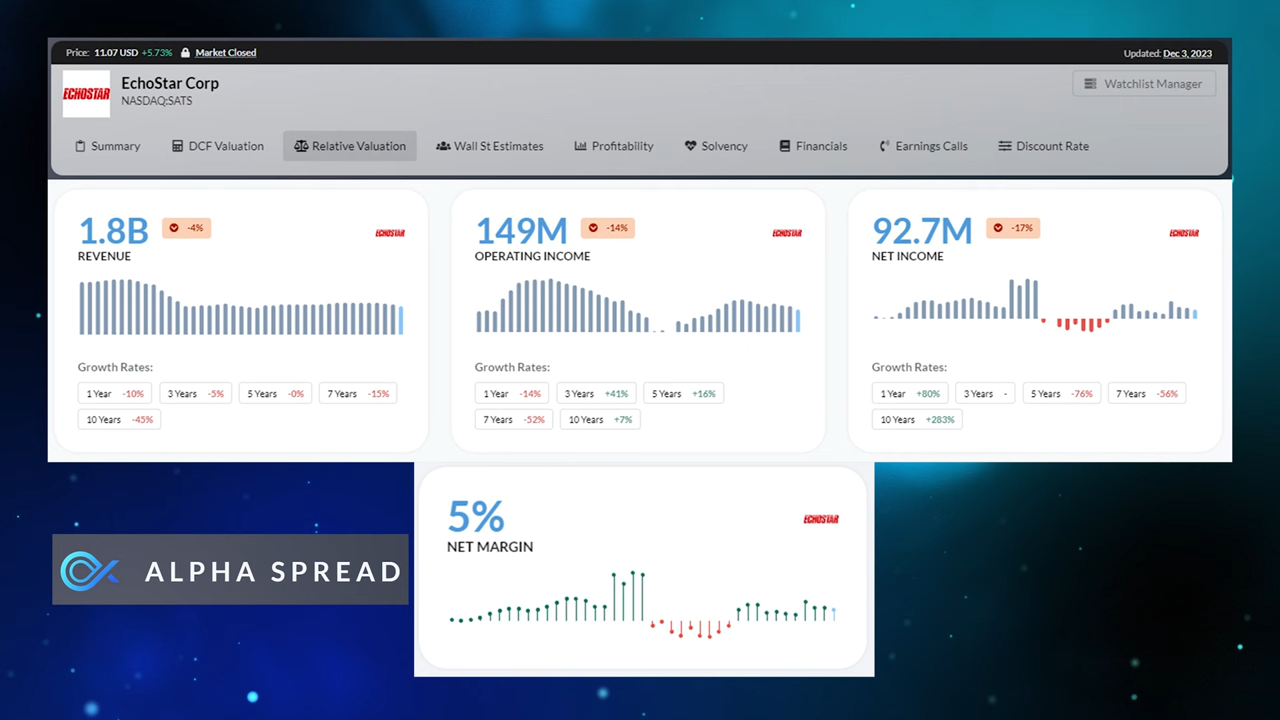 Price: 11.07 USD +5.73% Market Closed
Updated: Dec 3, 2023
ECHOSTAR
EchoStar Corp
NASDAQ:SATS
Watchlist Manager
Summary DCF Valuation Relative Valuation Wall St Estimates Profitability Solvency Financials Earnings Calls Discount Rate
1.8B -4%
ECHOSTAR
REVENUE
Growth Rates:
1 Year -10% 3 Years -5% 5 Years -0% 7 Years -15%
10 Years -45%
149M -14%
ECHOSTAR
OPERATING INCOME
Growth Rates:
1 Year -14% 3 Years +41% 5 Years +16%
7 Years -52% 10 Years +7%
92.7M -17%
ECHOSTAR
NET INCOME
Growth Rates:
1 Year +80% 3 Years - 5 Years -76% 7 Years -56%
10 Years +283%
5%
ECHOSTAR
NET MARGIN
ALPHA SPREAD